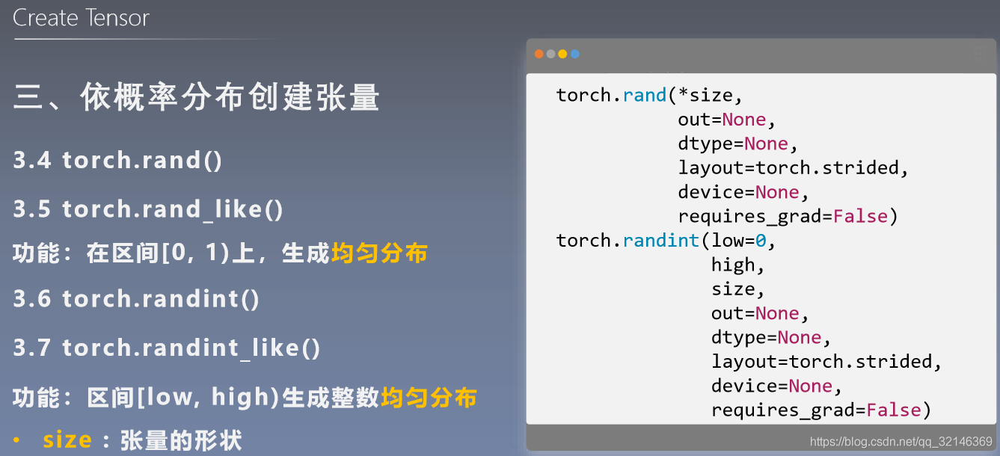 Create Tensor
三、依概率分布创建张量
3.4 torch.rand()
3.5 torch.rand_like()
功能：在区间[0, 1)上，生成均匀分布
3.6 torch.randint()
3.7 torch.randint_like()
功能：区间[low, high)生成整数均匀分布
• size：张量的形状
torch.rand(*size,
out=None,
dtype=None,
layout=torch.strided,
device=None,
requires_grad=False)
torch.randint(low=0,
high,
size,
out=None,
dtype=None,
layout=torch.strided,
device=None,
requires_grad=False)
https://blog.csdn.net/qq_32146369